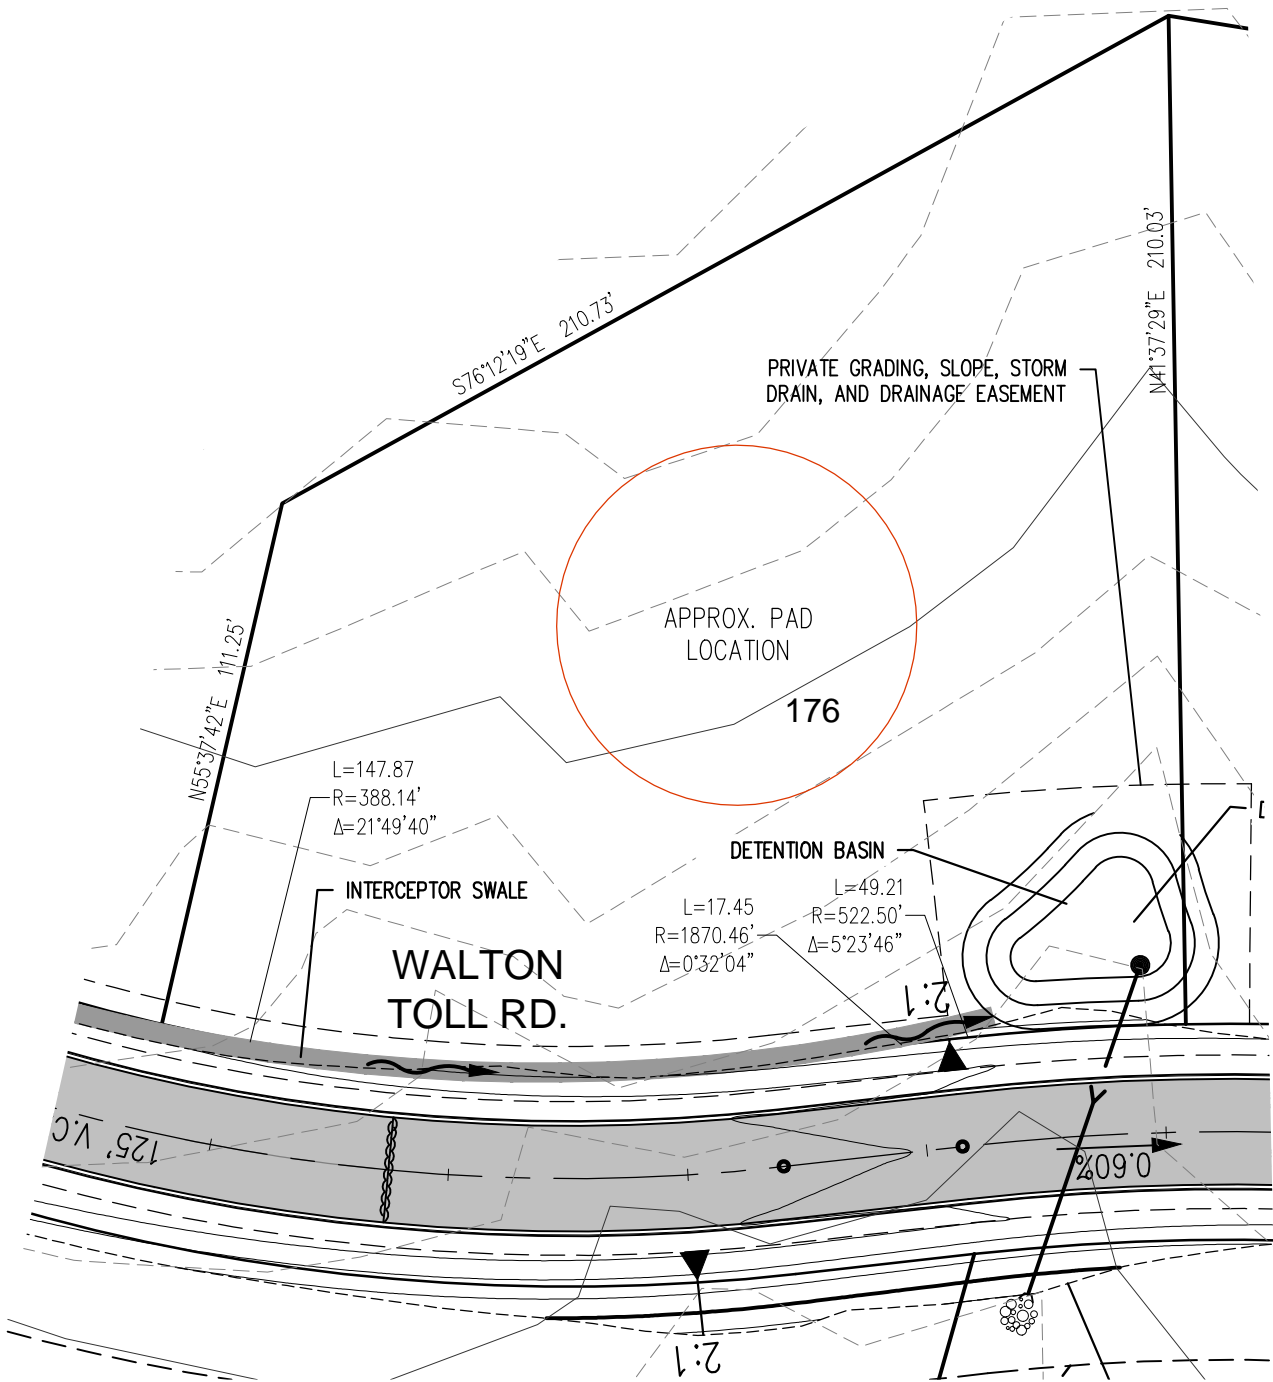 S76°12'19"E 210.73'
N41°37'29"E 210.03'
PRIVATE GRADING, SLOPE, STORM
DRAIN, AND DRAINAGE EASEMENT
APPROX. PAD
LOCATION
176
N55°37'42"E 111.25'
L=147.87
R=388.14'
Δ=21°49'40"
INTERCEPTOR SWALE
DETENTION BASIN
L=17.45
R=1870.46'
Δ=0°32'04"
L=49.21
R=522.50'
Δ=5°23'46"
WALTON
TOLL RD.
2:1
125' V.C
0.60%
2:1